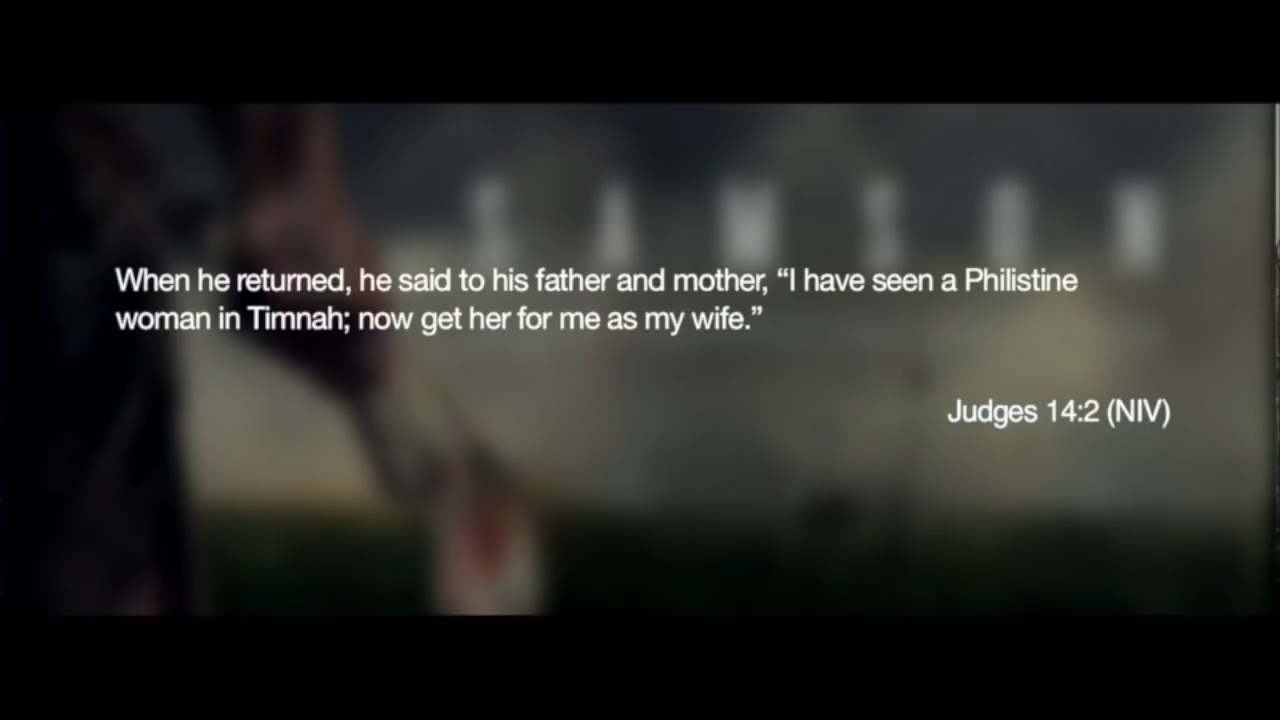 SAMSON
When he returned, he said to his father and mother, “I have seen a Philistine
woman in Timnah; now get her for me as my wife.”
Judges 14:2 (NIV)